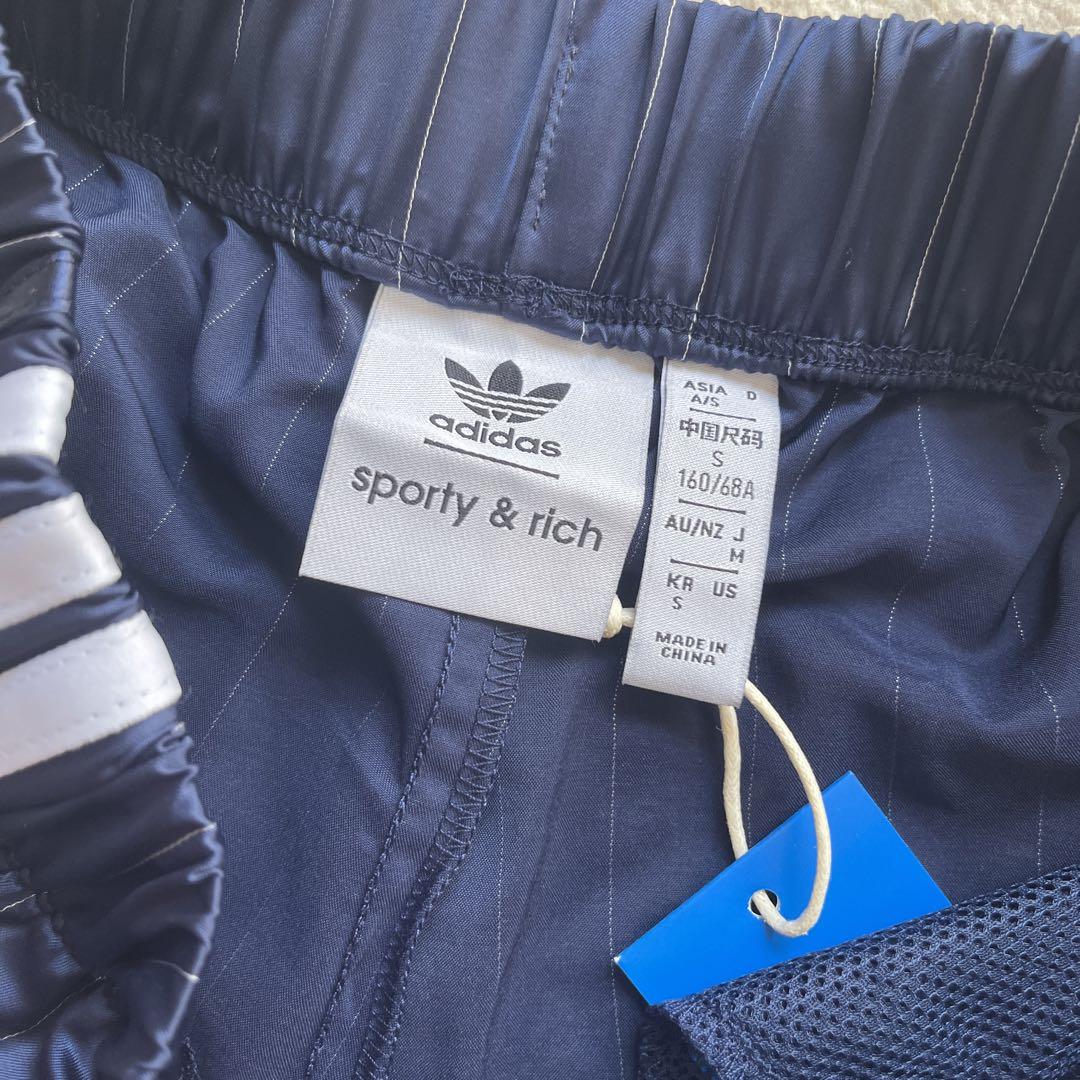 adidas
sporty & rich
ASIA D
A/S
中国尺码
S
160/68A
AU/NZ J
M
KR US
S
MADE IN
CHINA